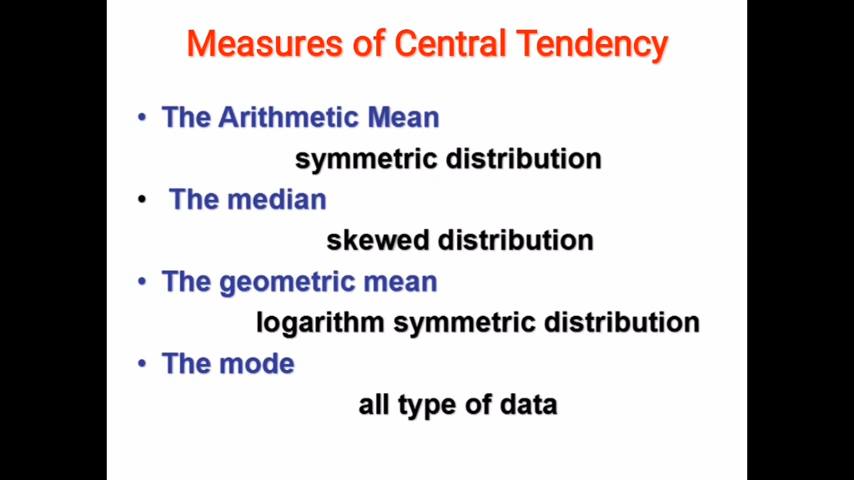 Measures of Central Tendency
• The Arithmetic Mean
symmetric distribution
• The median
skewed distribution
• The geometric mean
logarithm symmetric distribution
• The mode
all type of data